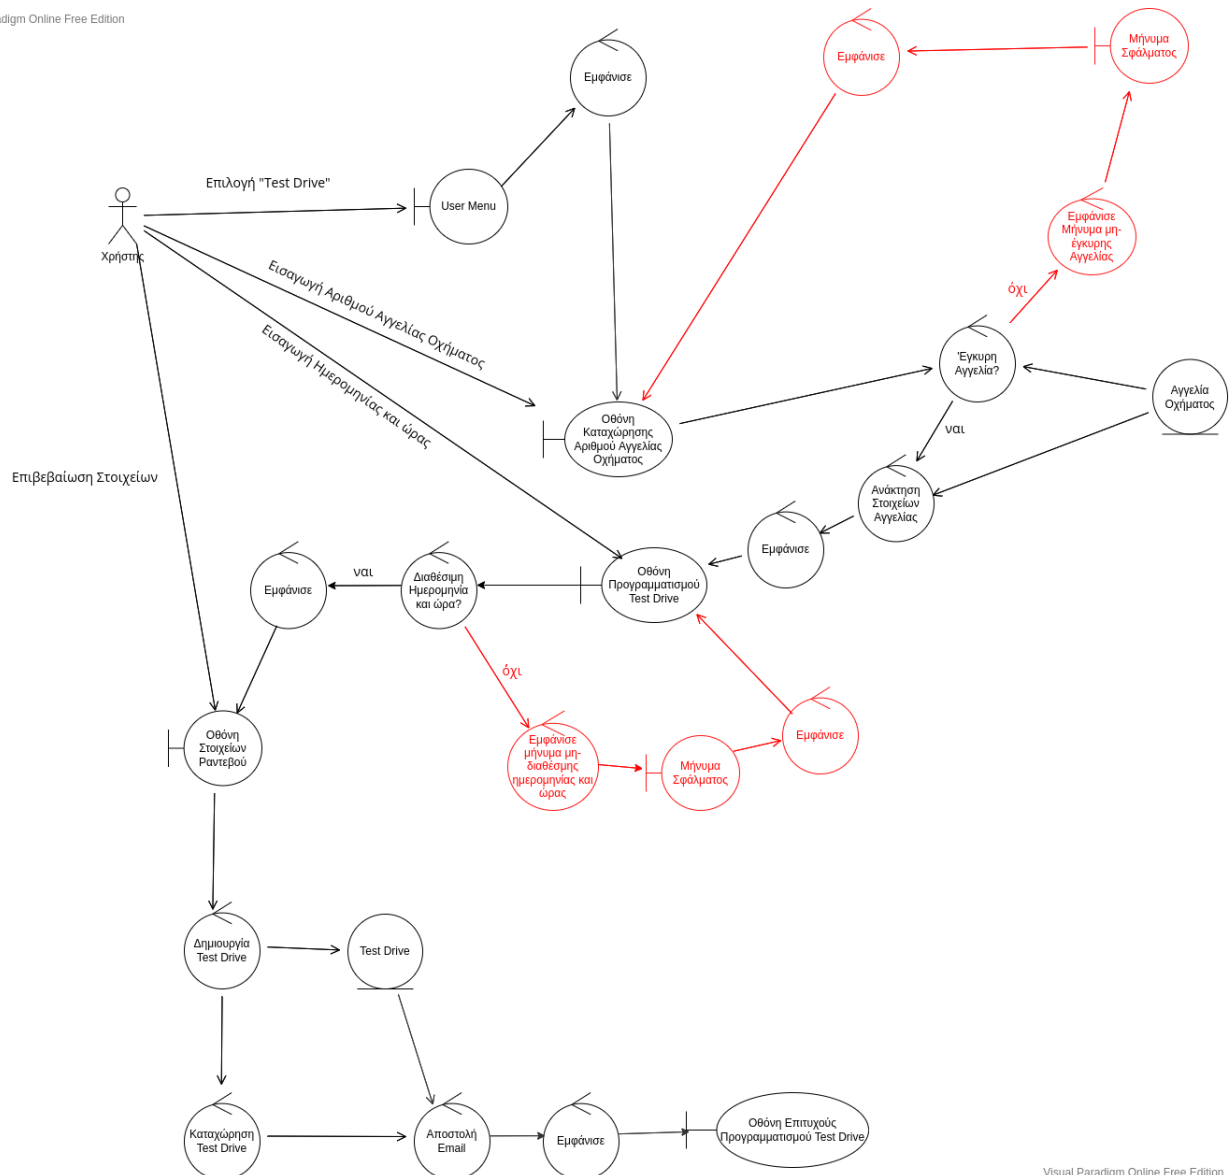 adigm Online Free Edition
Εμφάνισε
Εμφάνισε
Μήνυμα
Σφάλματος
Επιλογή "Test Drive"
User Menu
Χρήστης
Εμφάνισε
Μήνυμα μη-
έγκυρης
Αγγελίας
όχι
Εισαγωγή Αριθμού Αγγελίας Οχήματος
Εισαγωγή Ημερομηνίας και ώρας
Έγκυρη
Αγγελία?
Αγγελία
Οχήματος
Οθόνη
Καταχώρησης
Αριθμού Αγγελίας
Οχήματος
ναι
Επιβεβαίωση Στοιχείων
Ανάκτηση
Στοιχείων
Αγγελίας
Εμφάνισε
Οθόνη
Προγραμματισμού
Test Drive
Διαθέσιμη
Ημερομηνία
και ώρα?
ναι
Εμφάνισε
όχι
Οθόνη
Στοιχείων
Ραντεβού
Εμφάνισε
μήνυμα μη-
διαθέσμης
ημερομηνίας και
ώρας
Μήνυμα
Σφάλματος
Εμφάνισε
Δημιουργία
Test Drive
Test Drive
Καταχώρηση
Test Drive
Αποστολή
Email
Εμφάνισε
Οθόνη Επιτυχούς
Προγραμματισμού Test Drive
Visual Paradigm Online Free Edition